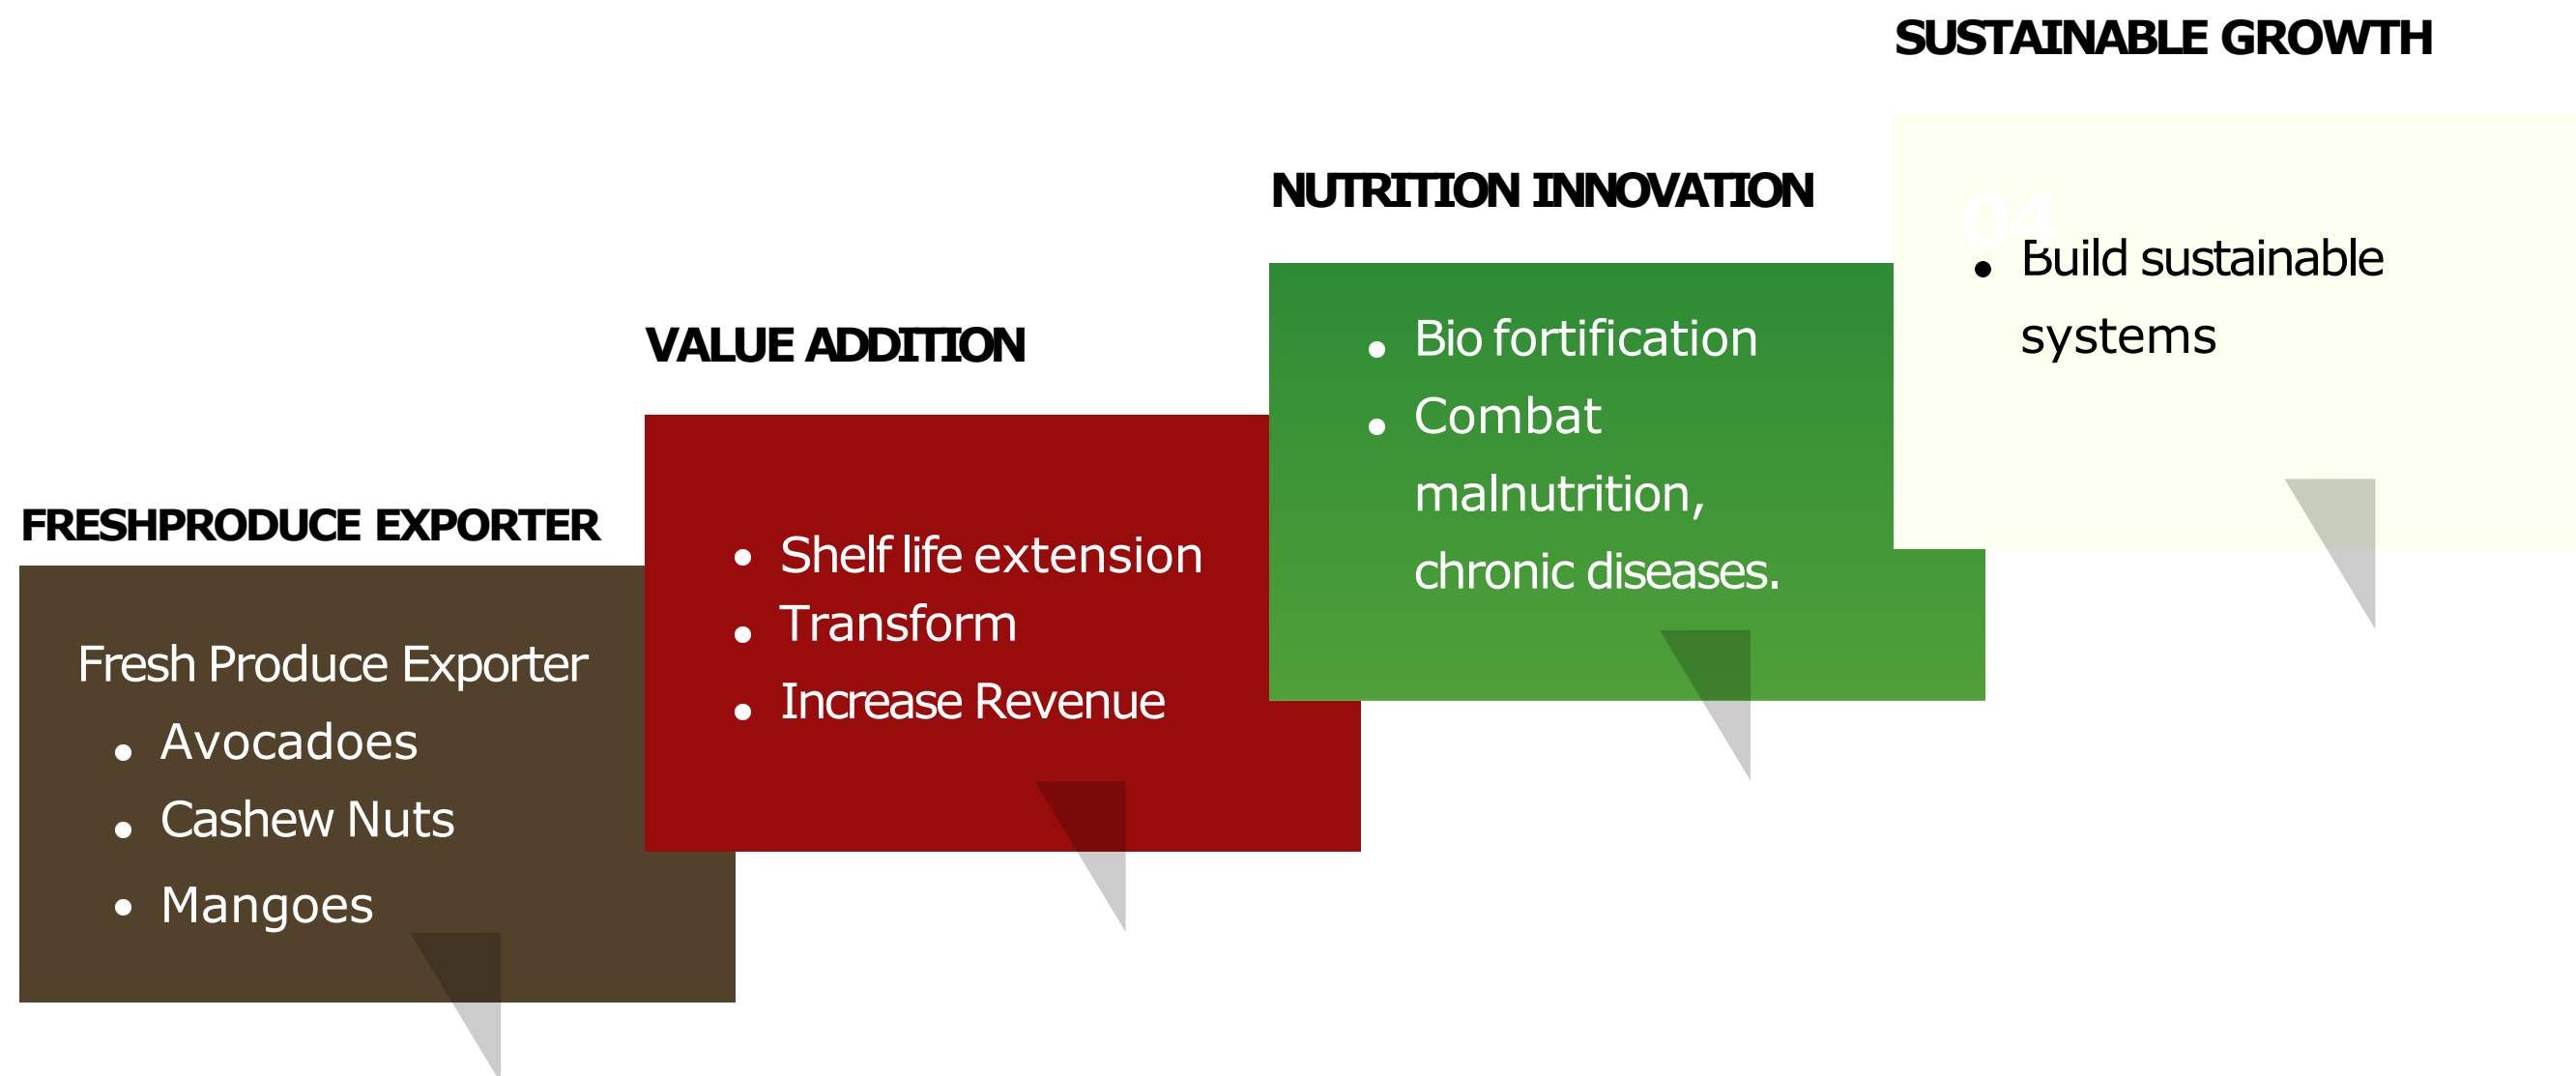 FRESHPRODUCE EXPORTER
Fresh Produce Exporter
• Avocadoes
• Cashew Nuts
• Mangoes
VALUE ADDITION
• Shelf life extension
• Transform
• Increase Revenue
NUTRITION INNOVATION
• Bio fortification
• Combat
malnutrition,
chronic diseases.
SUSTAINABLE GROWTH
04
• Build sustainable
systems